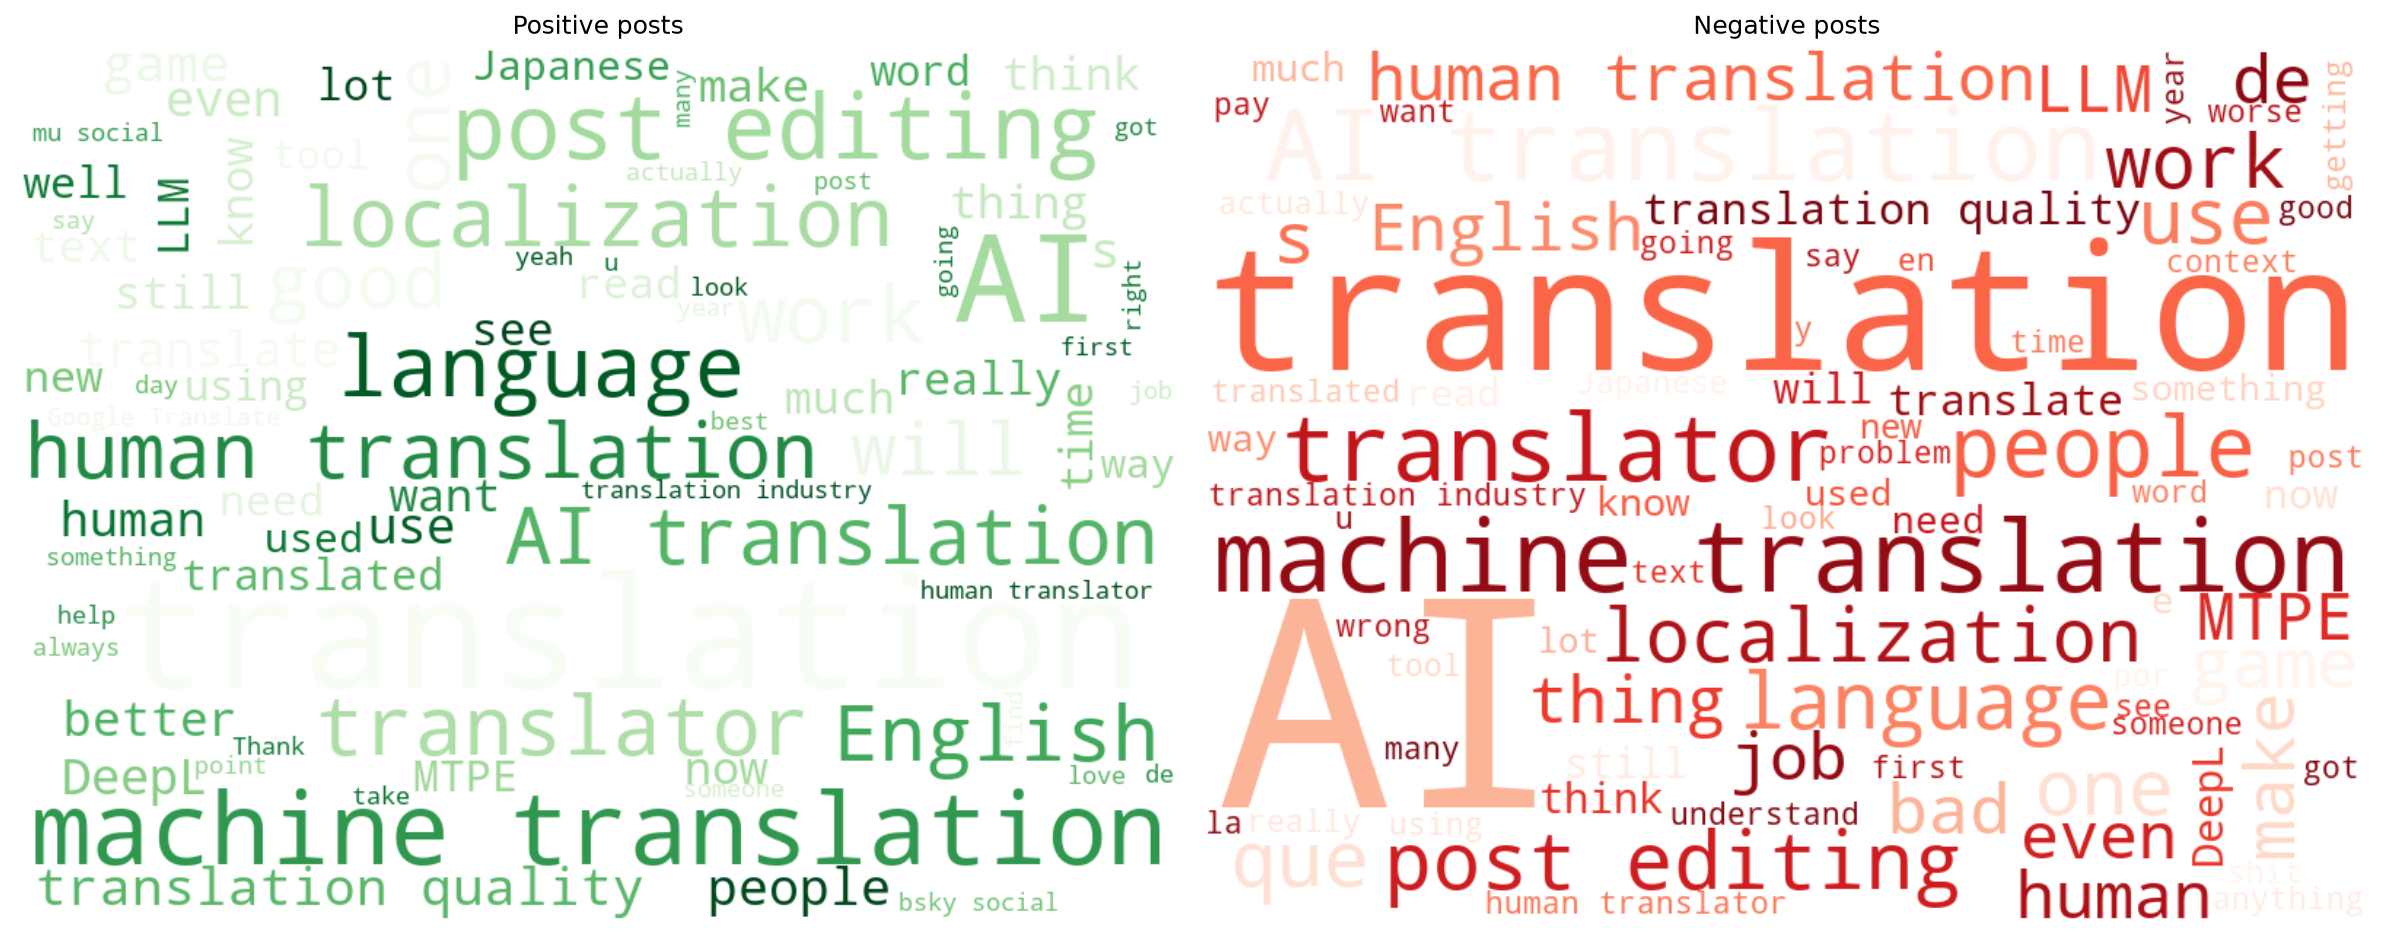 Positive posts
game
even
lot
one
Japanese
many
make
word
think
mu social
know
tool
post editing
got
well
LLM
actually
post
say
text
localization
thing
AI
s
going
right
yeah
u
still
good
read
look
year
work
see
first
translate
language
new
day
using
Google Translate
much
really
time
job
best
human translation
will
way
need
want
translation industry
human
used
use
AI translation
something
translated
human translator
help
always
translation
better
Thank
translator
English
find
DeepL
point
MTPE
now
someone
love
de
take
machine translation
translation quality
people
bsky social
Negative posts
much
human translation
LLM
year
de
pay
want
worse
getting
AI translation
work
actually
s
English
translation quality
use
good
going
say
en
context
translation
y
time
translated
read
Japanese
will
translate
something
way
translator
new
problem
people
post
translation industry
know
used
word
now
u
look
need
machine translation
text
AI
wrong
tool
lot
localization
e
MTPE
por
game
thing
language
see
someone
many
still
job
first
DeepL
make
got
think
understand
bad
one
la
really
using
even
que
post editing
shit
human
anything
human translator